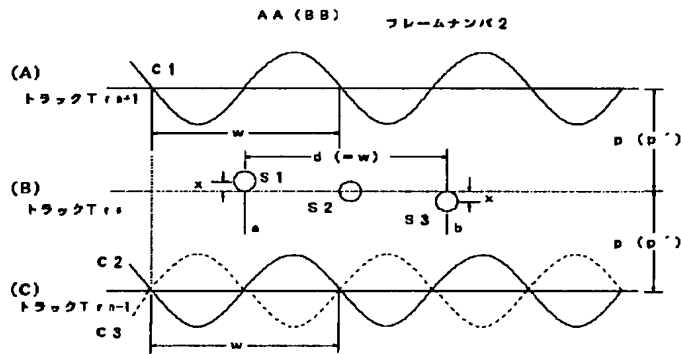 AA (BB)
フレームナンバ2
(A)
C1
トラックTrn+1
w
p (p´)
d (=w)
x
S1
(B)
トラックTrn
S2
S3
x
a
b
p (p´)
C2
(C)
トラックTrn-1
C3
w